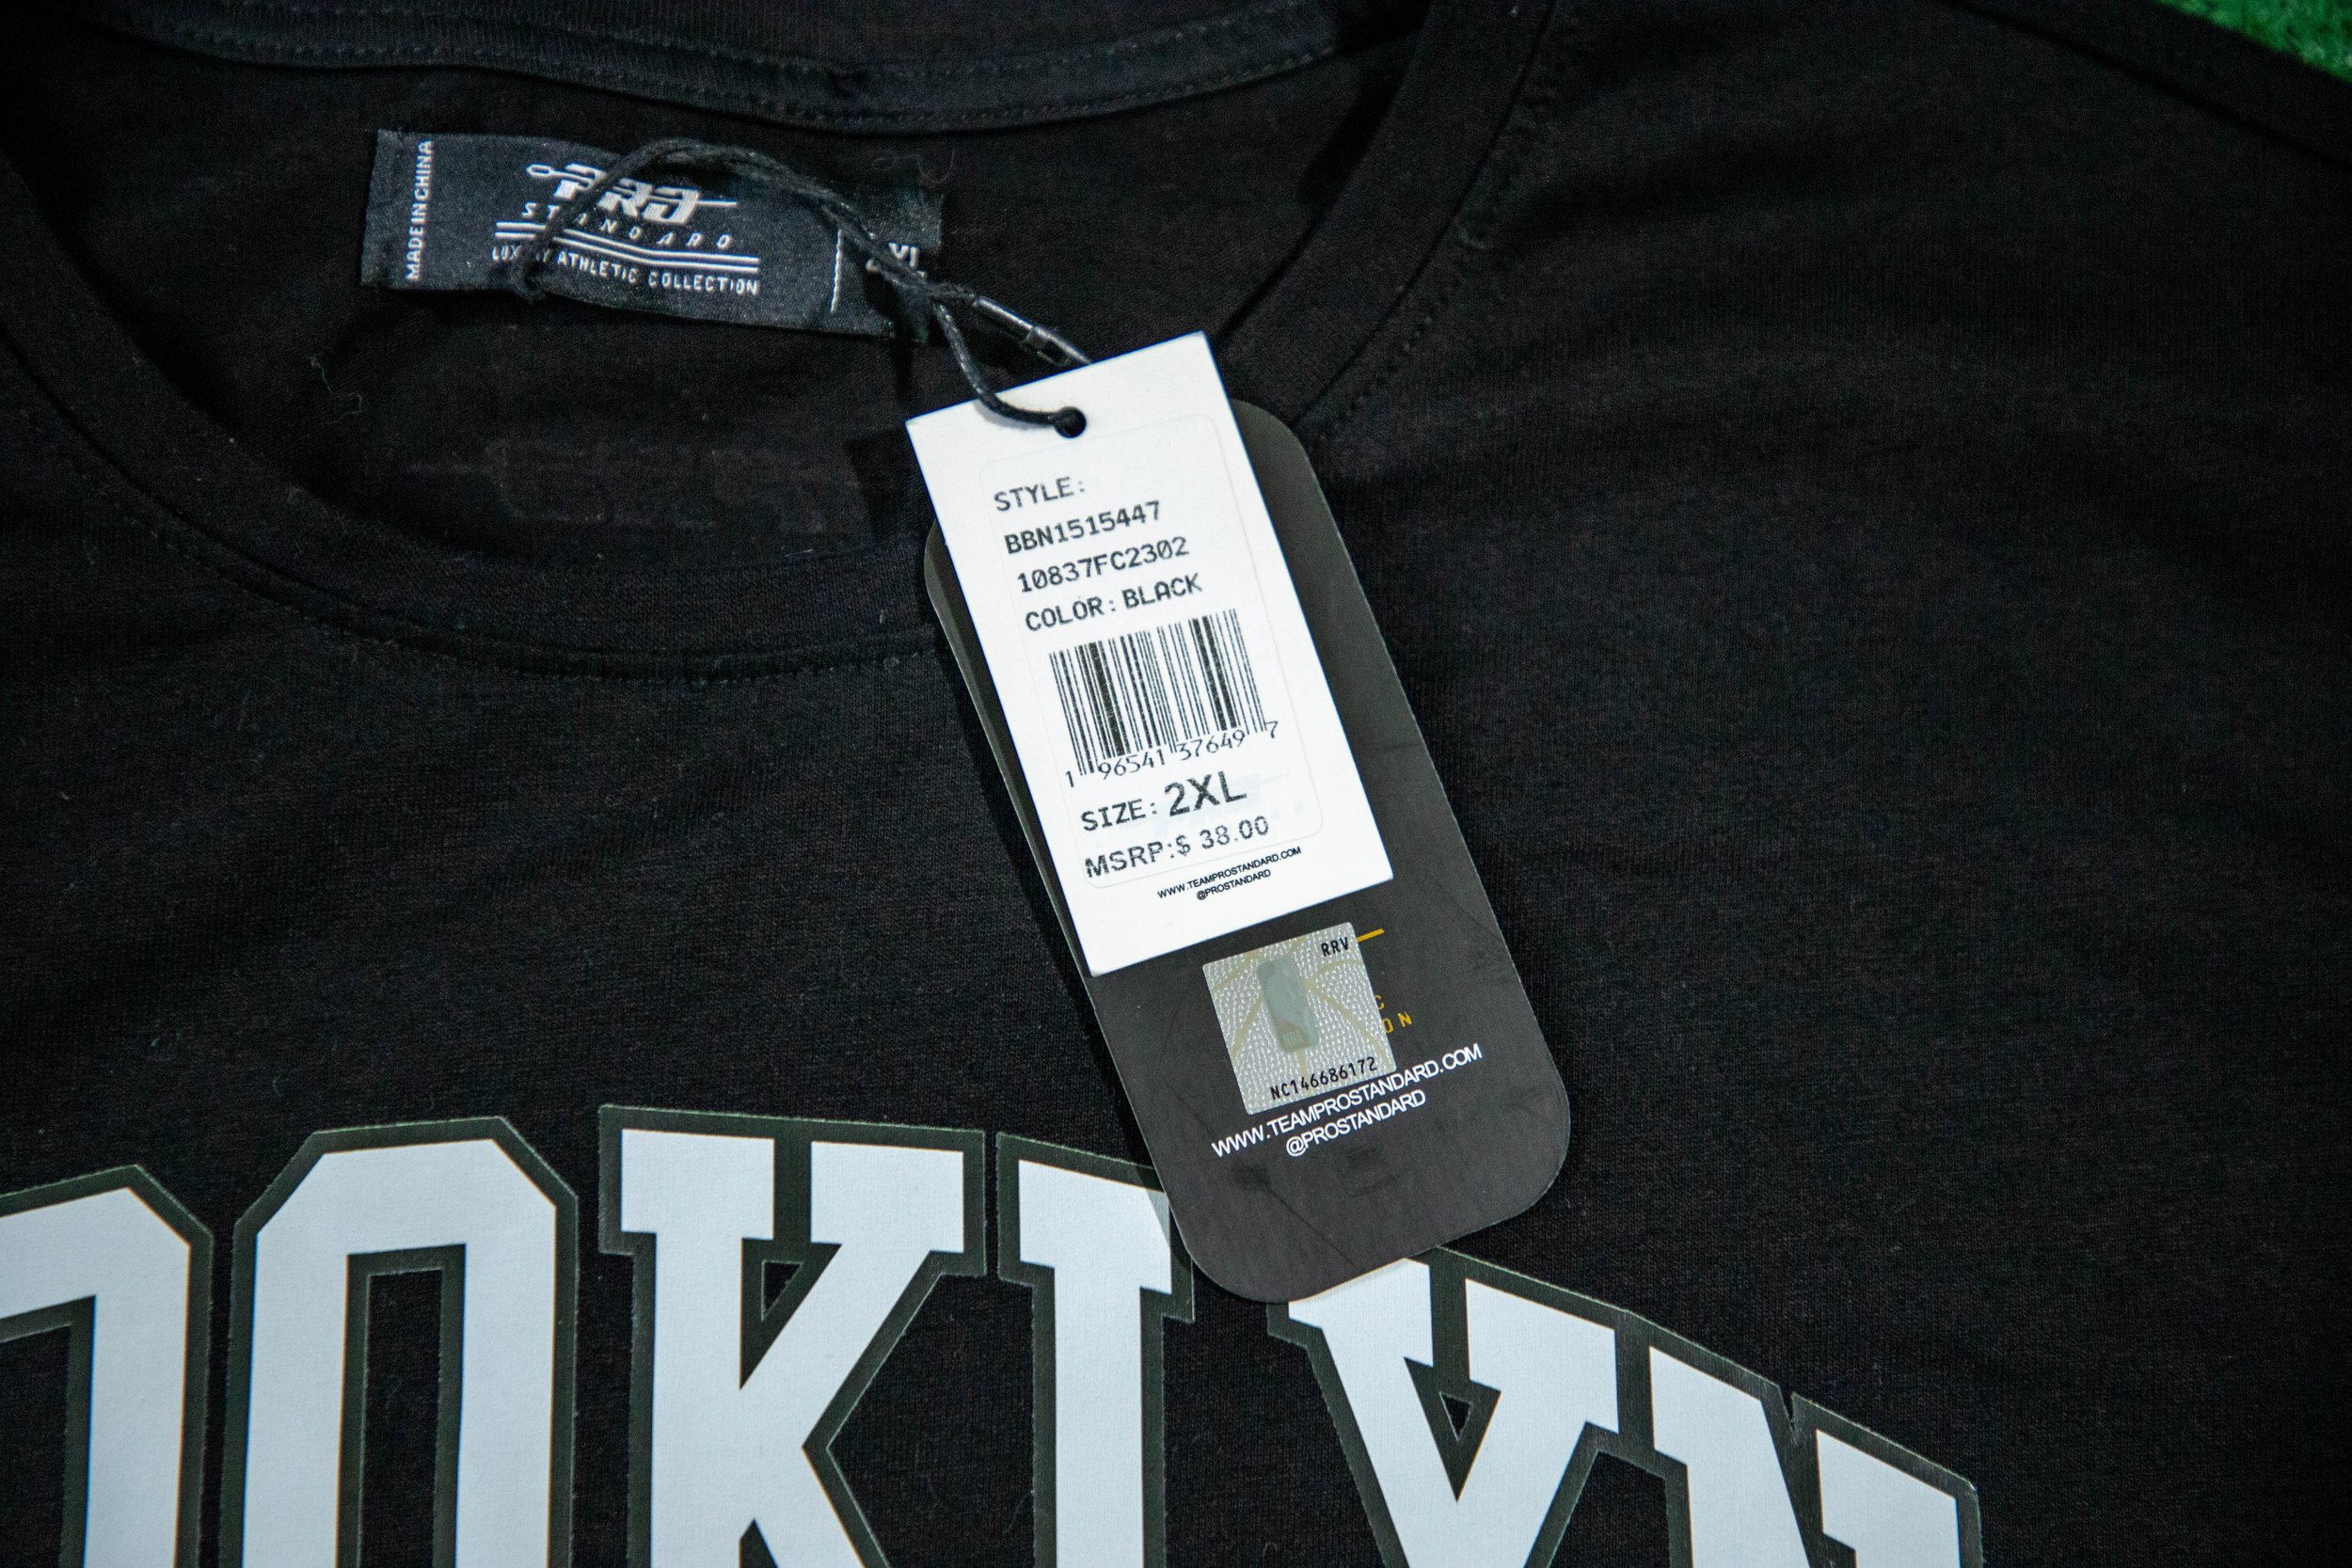 MADE IN CHINA
PRO
STANDARD
ATHLETIC COLLECTION
STYLE:
BBN1515447
10837FC2302
COLOR: BLACK
1 96541 37649 7
SIZE: 2XL
MSRP:$ 38.00
WWW.TEAMPROSTANDARD.COM
@PROSTANDARD
RRV
NC146686172
WWW.TEAMPROSTANDARD.COM
@PROSTANDARD
OOKLYN